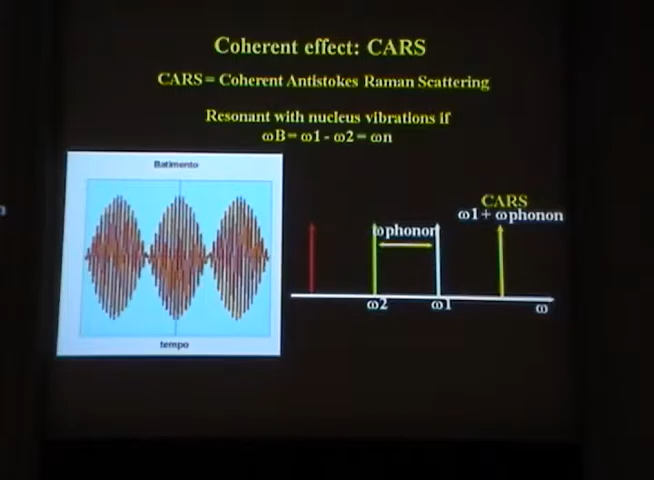 Coherent effect: CARS
CARS = Coherent Antistokes Raman Scattering
Resonant with nucleus vibrations if
ωB = ω1 - ω2 = ωn
Batimento
tempo
CARS
ω1 + ωphonon
ωphonon
ω2
ω1
ω